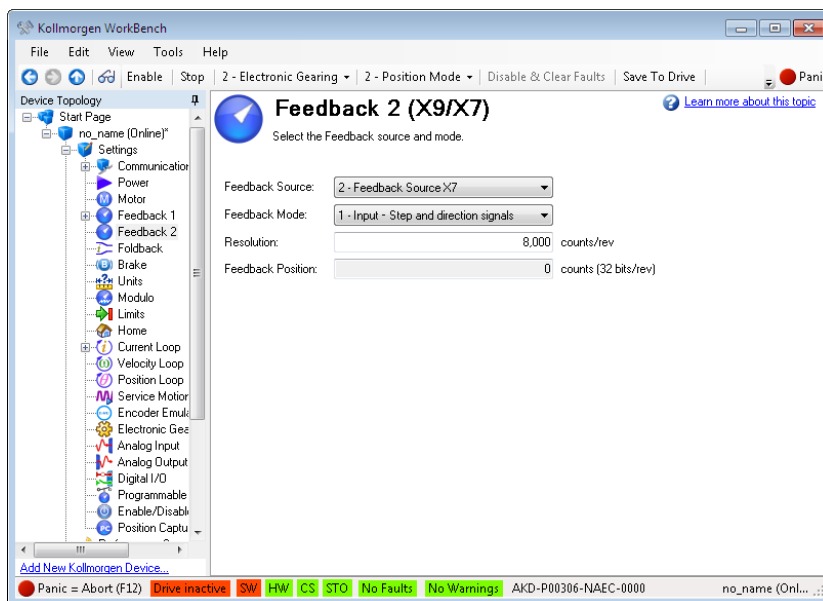 Kollmorgen WorkBench
File Edit View Tools Help
Enable Stop 2 - Electronic Gearing 2 - Position Mode Disable & Clear Faults Save To Drive Pani
Device Topology
Start Page
no_name (Online)*
Settings
Communication
Power
Motor
Feedback 1
Feedback 2
Foldback
Brake
Units
Modulo
Limits
Home
Current Loop
Velocity Loop
Position Loop
Service Motion
Encoder Emula
Electronic Gea
Analog Input
Analog Output
Digital I/O
Programmable
Enable/Disabl
Position Captu
Add New Kollmorgen Device...
Feedback 2 (X9/X7)
Learn more about this topic
Select the Feedback source and mode.
Feedback Source: 2 - Feedback Source X7
Feedback Mode: 1 - Input - Step and direction signals
Resolution: 8,000 counts/rev
Feedback Position: 0 counts (32 bits/rev)
Panic = Abort (F12) Drive inactive SW HW CS STO No Faults No Warnings AKD-P00306-NAEC-0000 no_name (Onl...